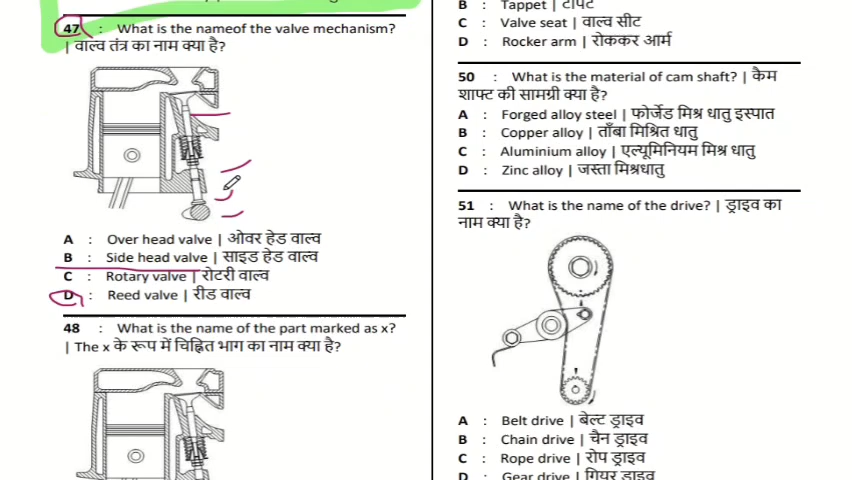 47 : What is the nameof the valve mechanism?
| वाल्व तंत्र का नाम क्या है?
A : Over head valve | ओवर हेड वाल्व
B : Side head valve | साइड हेड वाल्व
C : Rotary valve | रोटरी वाल्व
D : Reed valve | रीड वाल्व
48 : What is the name of the part marked as x?
| The x के रूप में चिह्नित भाग का नाम क्या है?
B : Tappet | टापेट
C : Valve seat | वाल्व सीट
D : Rocker arm | रोककर आर्म
50 : What is the material of cam shaft? | कैम
शाफ्ट की सामग्री क्या है?
A : Forged alloy steel | फोर्जेड मिश्र धातु इस्पात
B : Copper alloy | ताँबा मिश्रित धातु
C : Aluminium alloy | एल्यूमिनियम मिश्र धातु
D : Zinc alloy | जस्ता मिश्रधातु
51 : What is the name of the drive? | ड्राइव का
नाम क्या है?
A : Belt drive | बेल्ट ड्राइव
B : Chain drive | चैन ड्राइव
C : Rope drive | रोप ड्राइव
D : Gear drive | गियर ड्राइव